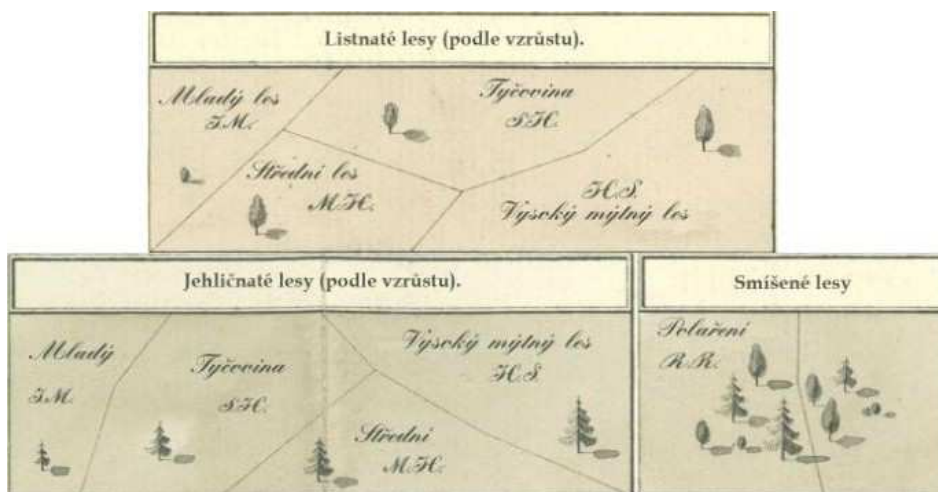 Listnaté lesy (podle vzrůstu).
Mladý les
J.M.
Tyčovina
S.H.
Střední les
M.H.
H.S.
Vysoký mýtný les
Jehličnaté lesy (podle vzrůstu).
Mladý
J.M.
Tyčovina
S.H.
Vysoký mýtný les
H.S.
Střední
M.H.
Smíšené lesy
Polaření
R.R.